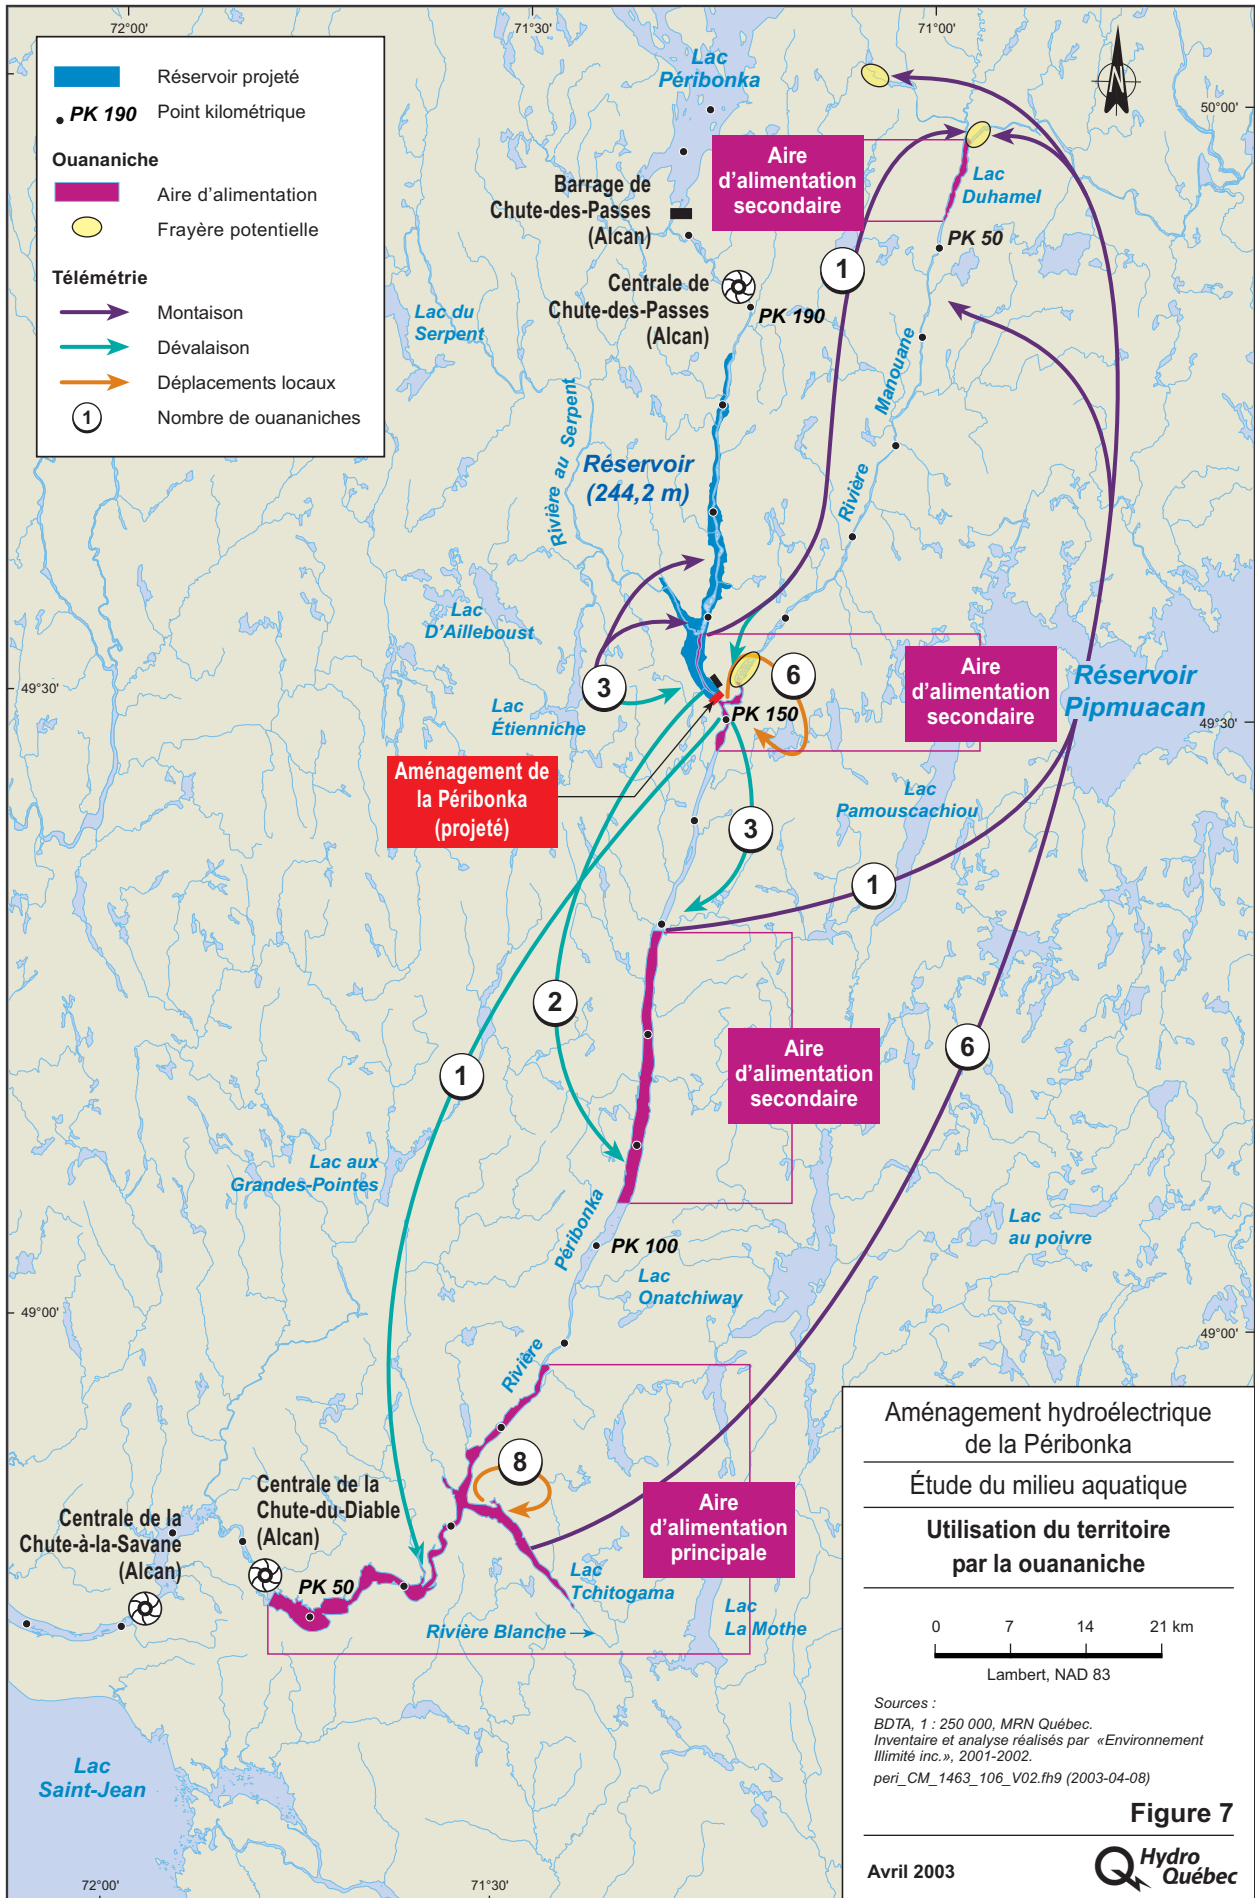 72°00'
71°30'
71°00'
Réservoir projeté
PK 190
Point kilométrique
Ouananiche
Aire d'alimentation
Frayère potentielle
Télémétrie
Montaison
Dévalaison
Déplacements locaux
1
Nombre de ouananiches
Lac
Péribonka
50°00'
Aire
d'alimentation
secondaire
Lac
Duhamel
Barrage de
Chute-des-Passes
(Alcan)
PK 50
1
Centrale de
Chute-des-Passes
(Alcan)
PK 190
Lac du
Serpent
Rivière au Serpent
Rivière
Manouane
Réservoir
(244,2 m)
Lac
D'Ailleboust
3
6
Aire
d'alimentation
secondaire
Réservoir
Pipmuacan
49°30'
49°30'
Lac
Étienniche
PK 150
Aménagement de
la Péribonka
(projeté)
Lac
Pamouscachiou
3
1
2
1
6
Aire
d'alimentation
secondaire
Lac aux
Grandes-Pointes
Rivière
Péribonka
PK 100
Lac
Onatchiway
Lac
au poivre
49°00'
49°00'
8
Centrale de la
Chute-du-Diable
(Alcan)
Centrale de la
Chute-à-la-Savane
(Alcan)
PK 50
Aire
d'alimentation
principale
Lac
Tchitogama
Rivière Blanche
Lac
La Mothe
Lac
Saint-Jean
72°00'
71°30'
Aménagement hydroélectrique
de la Péribonka
Étude du milieu aquatique
Utilisation du territoire
par la ouananiche
0 7 14 21 km
Lambert, NAD 83
Sources :
BDTA, 1 : 250 000, MRN Québec.
Inventaire et analyse réalisés par «Environnement
Illimité inc.», 2001-2002.
peri_CM_1463_106_V02.fh9 (2003-04-08)
Figure 7
Avril 2003
Hydro
Québec